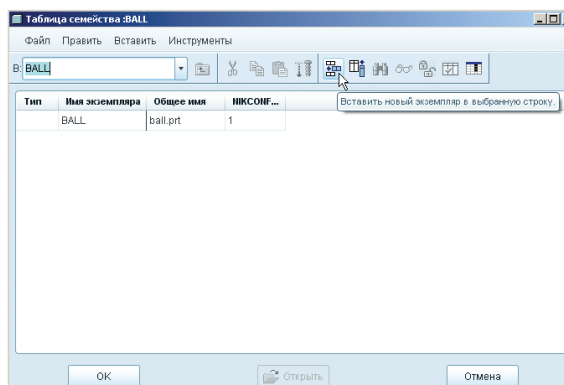 Таблица семейства :BALL
Файл Править Вставить Инструменты
В: BALL
Вставить новый экземпляр в выбранную строку.
Тип Имя экземпляра Общее имя NIKCONF...
BALL ball.prt 1
OK Открыть Отмена